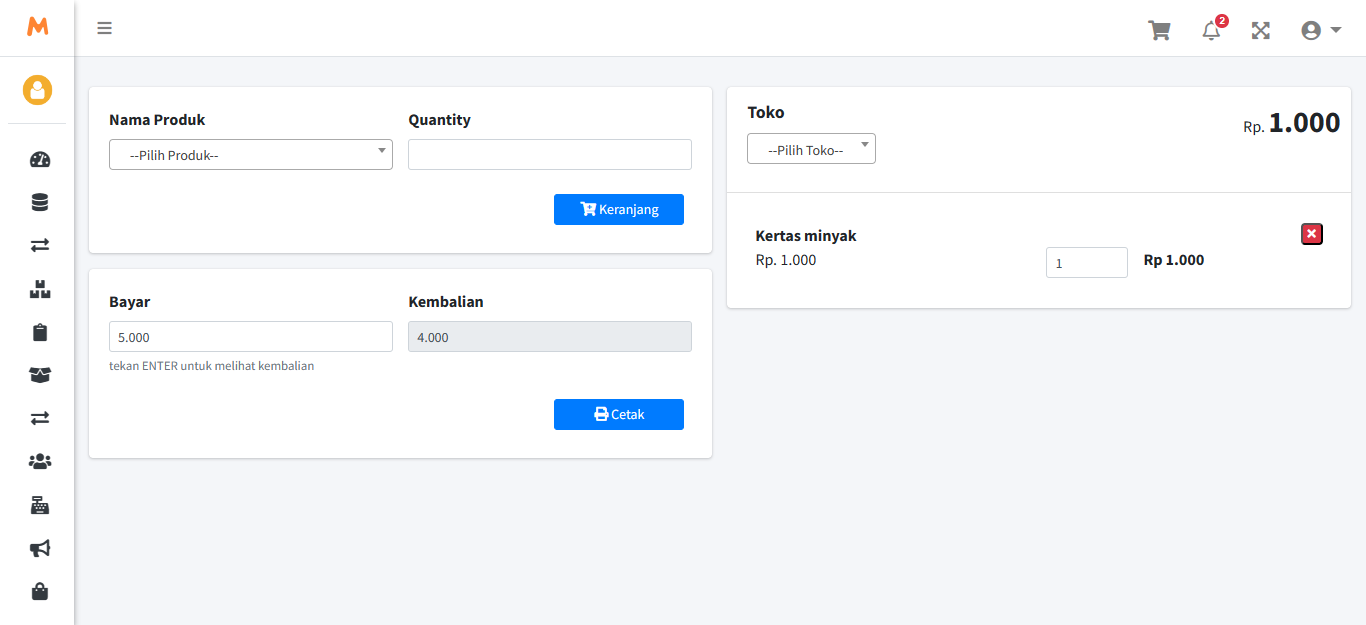 M
2
Nama Produk
Quantity
--Pilih Produk--
Keranjang
Bayar
Kembalian
5.000
4.000
tekan ENTER untuk melihat kembalian
Cetak
Toko
Rp. 1.000
--Pilih Toko--
Kertas minyak
Rp. 1.000
1
Rp 1.000